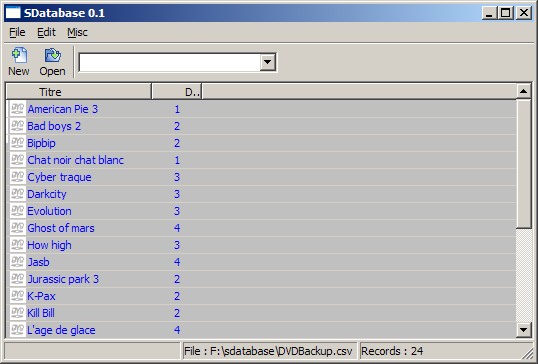 SDatabase 0.1
File Edit Misc
New Open
Titre D..
American Pie 3 1
Bad boys 2 2
Bipbip 2
Chat noir chat blanc 1
Cyber traque 3
Darkcity 3
Evolution 3
Ghost of mars 4
How high 3
Jasb 4
Jurassic park 3 2
K-Pax 2
Kill Bill 2
L'age de glace 4
File : F:\sdatabase\DVDBackup.csv Records : 24